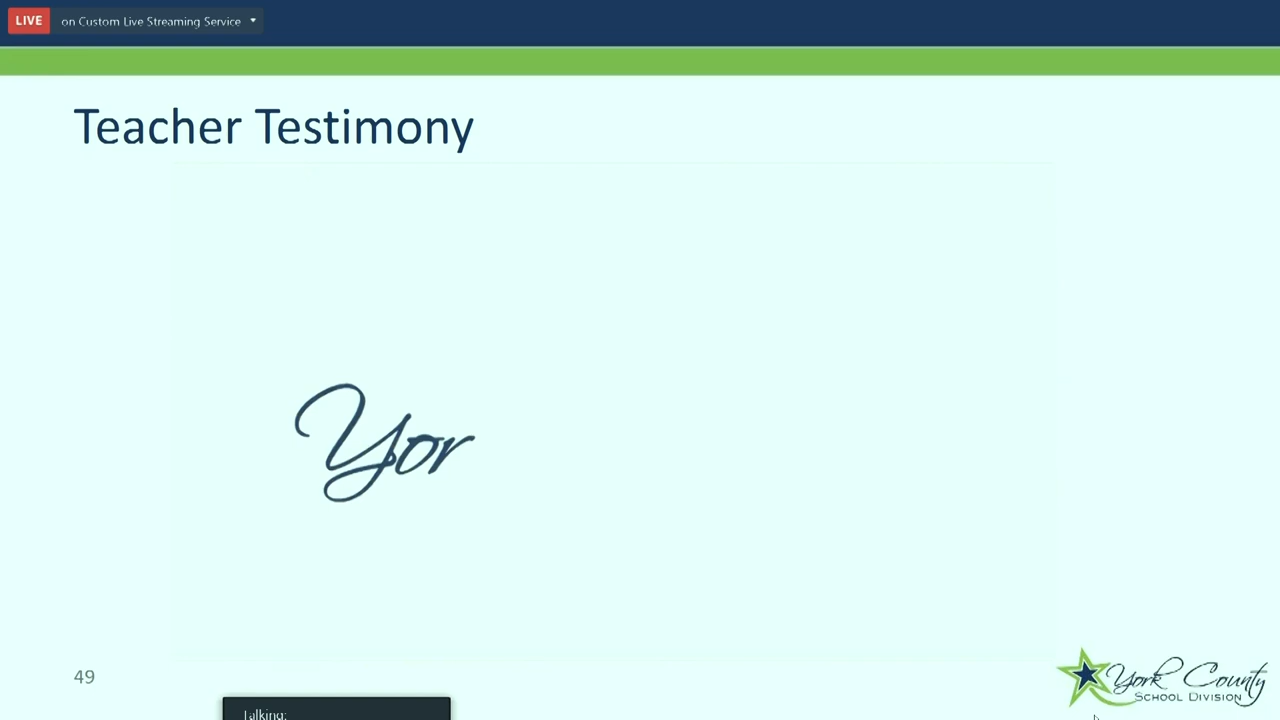 LIVE on Custom Live Streaming Service
Teacher Testimony
Yor
49
York County
SCHOOL DIVISION
Talking: